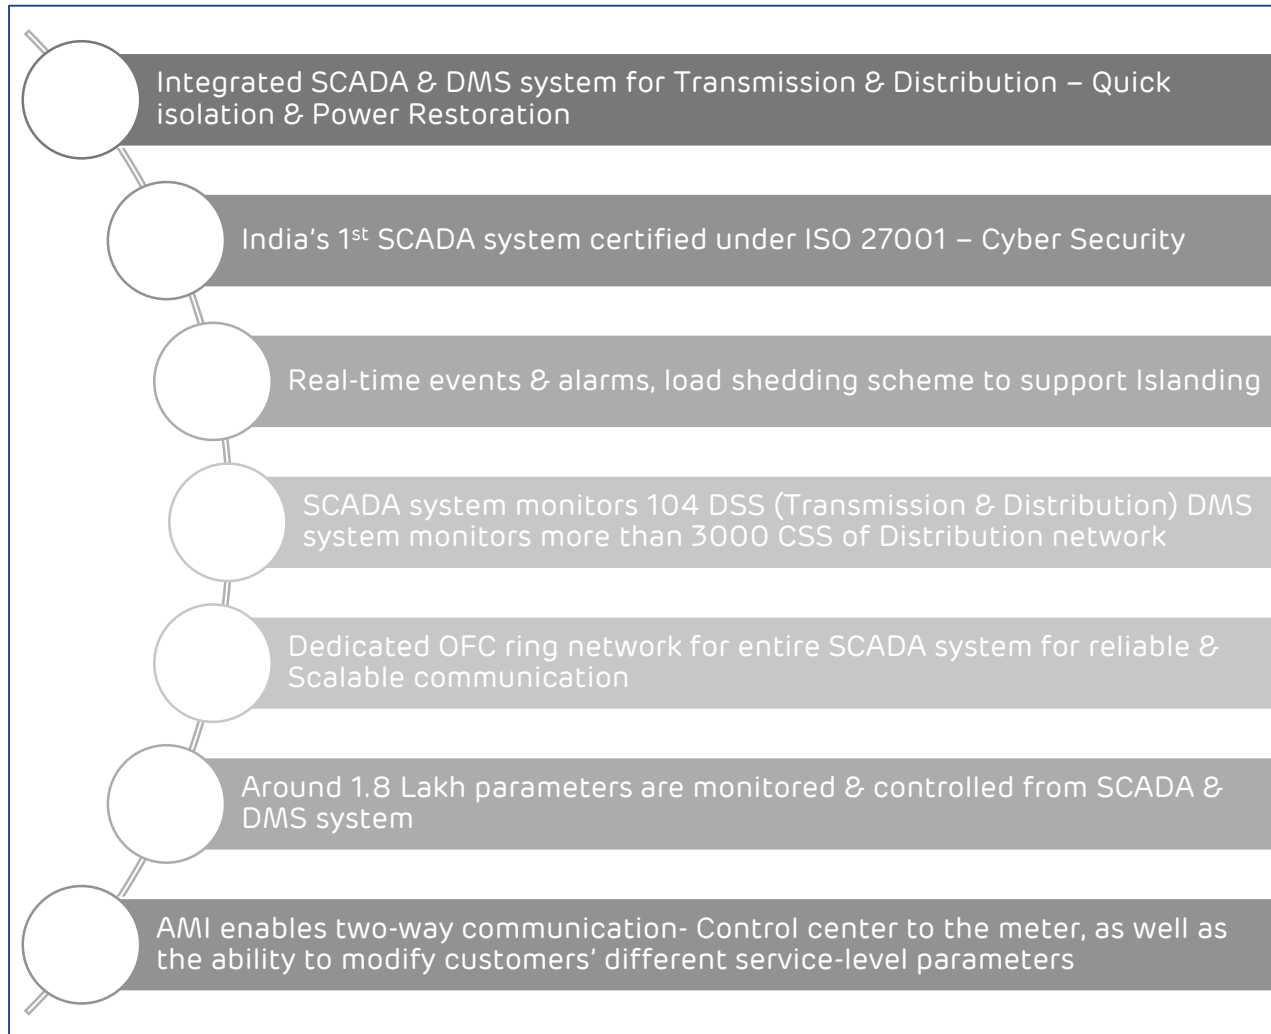 Integrated SCADA & DMS system for Transmission & Distribution – Quick
isolation & Power Restoration
India’s 1st SCADA system certified under ISO 27001 – Cyber Security
Real-time events & alarms, load shedding scheme to support Islanding
SCADA system monitors 104 DSS (Transmission & Distribution) DMS
system monitors more than 3000 CSS of Distribution network
Dedicated OFC ring network for entire SCADA system for reliable &
Scalable communication
Around 1.8 Lakh parameters are monitored & controlled from SCADA &
DMS system
AMI enables two-way communication- Control center to the meter, as well as
the ability to modify customers’ different service-level parameters